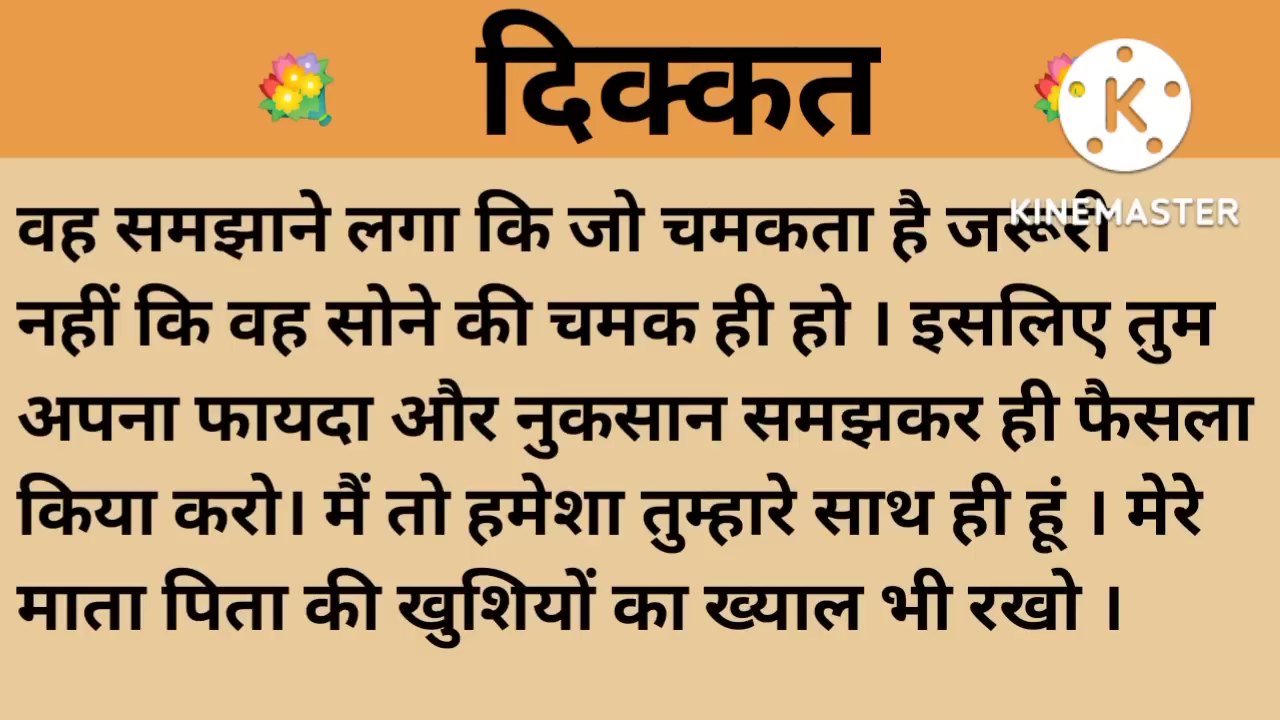 दिक्कत
वह समझाने लगा कि जो चमकता है जरूरी
KINEMASTER
नहीं कि वह सोने की चमक ही हो । इसलिए तुम
अपना फायदा और नुकसान समझकर ही फैसला
किया करो। मैं तो हमेशा तुम्हारे साथ ही हूं । मेरे
माता पिता की खुशियों का ख्याल भी रखो ।